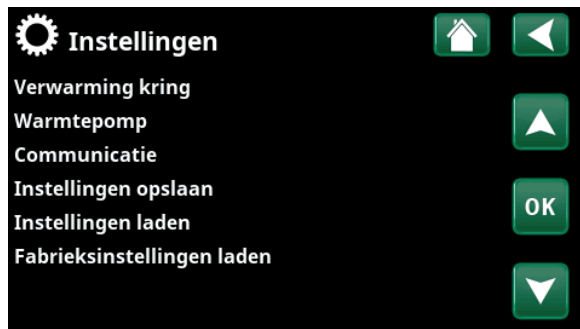 Instellingen
Verwarming kring
Warmtepomp
Communicatie
Instellingen opslaan
OK
Instellingen laden
Fabrieksinstellingen laden